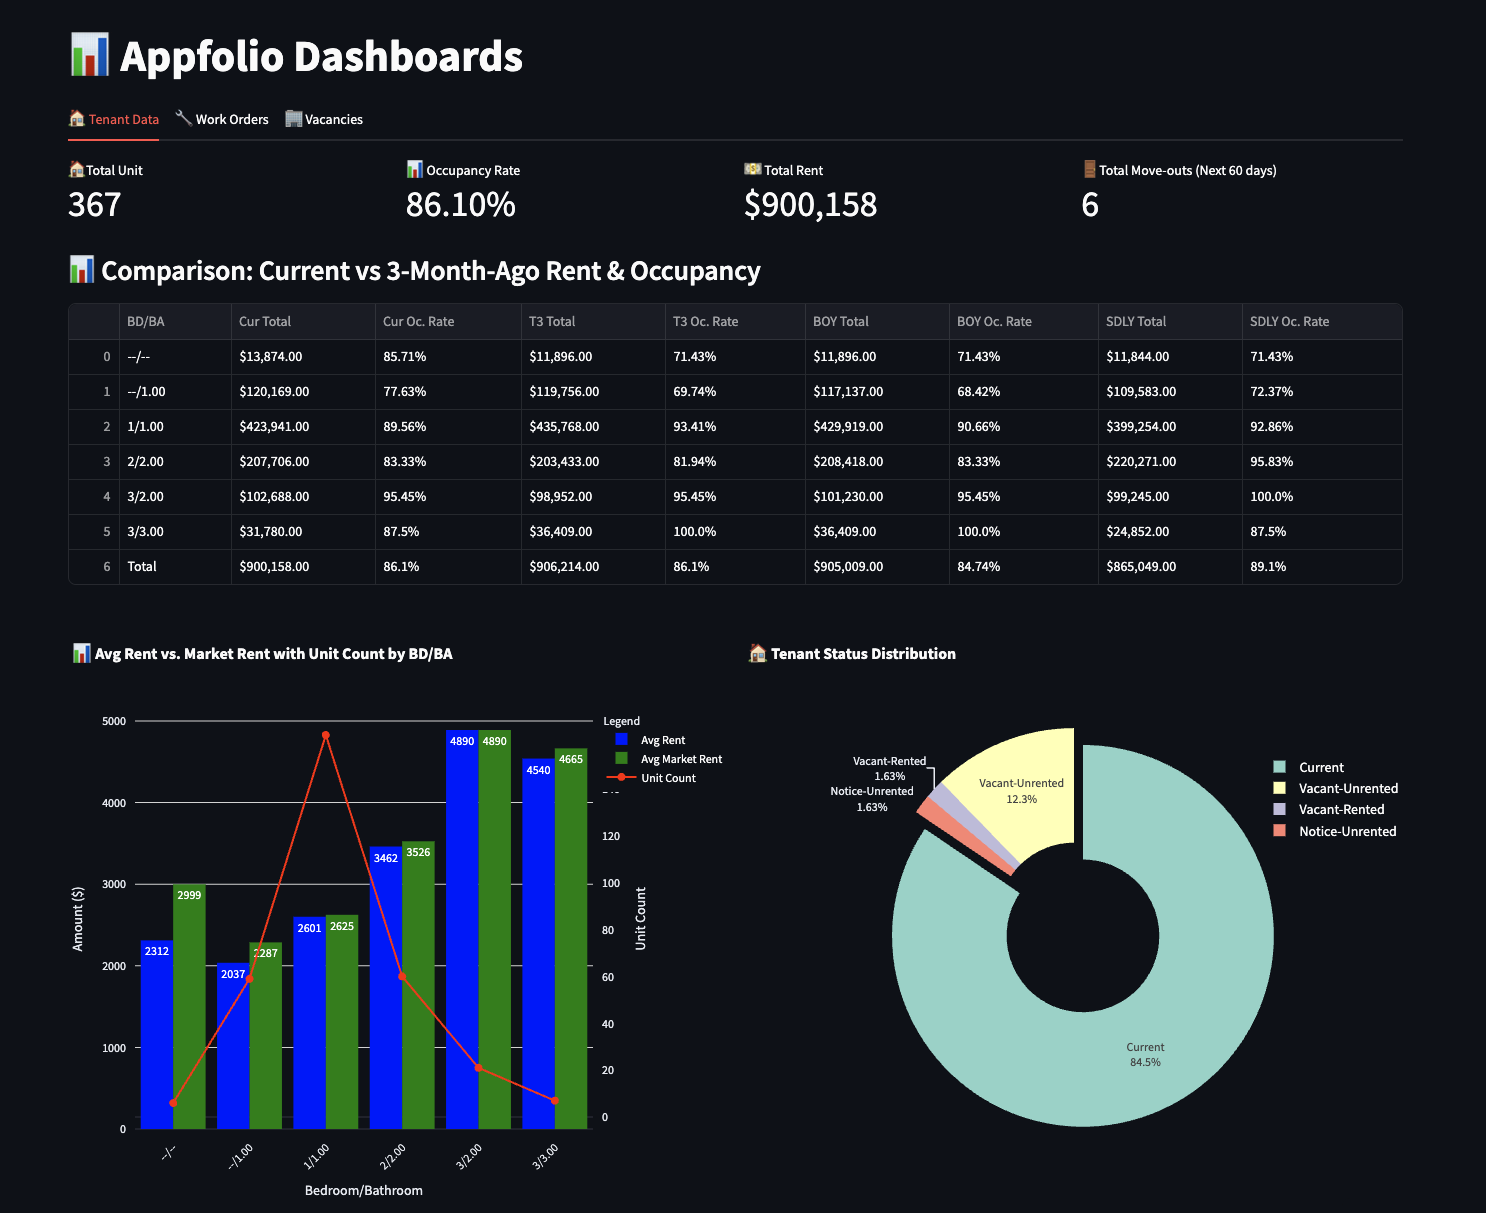 Appfolio Dashboards
Tenant Data Work Orders Vacancies
Total Unit Occupancy Rate Total Rent Total Move-outs (Next 60 days)
367 86.10% $900,158 6
Comparison: Current vs 3-Month-Ago Rent & Occupancy
BD/BA Cur Total Cur Oc. Rate T3 Total T3 Oc. Rate BOY Total BOY Oc. Rate SDLY Total SDLY Oc. Rate
0 --/-- $13,874.00 85.71% $11,896.00 71.43% $11,896.00 71.43% $11,844.00 71.43%
1 --/1.00 $120,169.00 77.63% $119,756.00 69.74% $117,137.00 68.42% $109,583.00 72.37%
2 1/1.00 $423,941.00 89.56% $435,768.00 93.41% $429,919.00 90.66% $399,254.00 92.86%
3 2/2.00 $207,706.00 83.33% $203,433.00 81.94% $208,418.00 83.33% $220,271.00 95.83%
4 3/2.00 $102,688.00 95.45% $98,952.00 95.45% $101,230.00 95.45% $99,245.00 100.0%
5 3/3.00 $31,780.00 87.5% $36,409.00 100.0% $36,409.00 100.0% $24,852.00 87.5%
6 Total $900,158.00 86.1% $906,214.00 86.1% $905,009.00 84.74% $865,049.00 89.1%
Avg Rent vs. Market Rent with Unit Count by BD/BA
Legend
Avg Rent
Avg Market Rent
Unit Count
Amount ($)
5000
4000
3000
2000
1000
0
2312 2999
2037 2287
2601 2625
3462 3526
4890 4890
4540 4665
120
100
80
60
40
20
0
Unit Count
--/-- --/1.00 1/1.00 2/2.00 3/2.00 3/3.00
Bedroom/Bathroom
Tenant Status Distribution
Vacant-Rented
1.63%
Notice-Unrented
1.63%
Vacant-Unrented
12.3%
Current
84.5%
Current
Vacant-Unrented
Vacant-Rented
Notice-Unrented